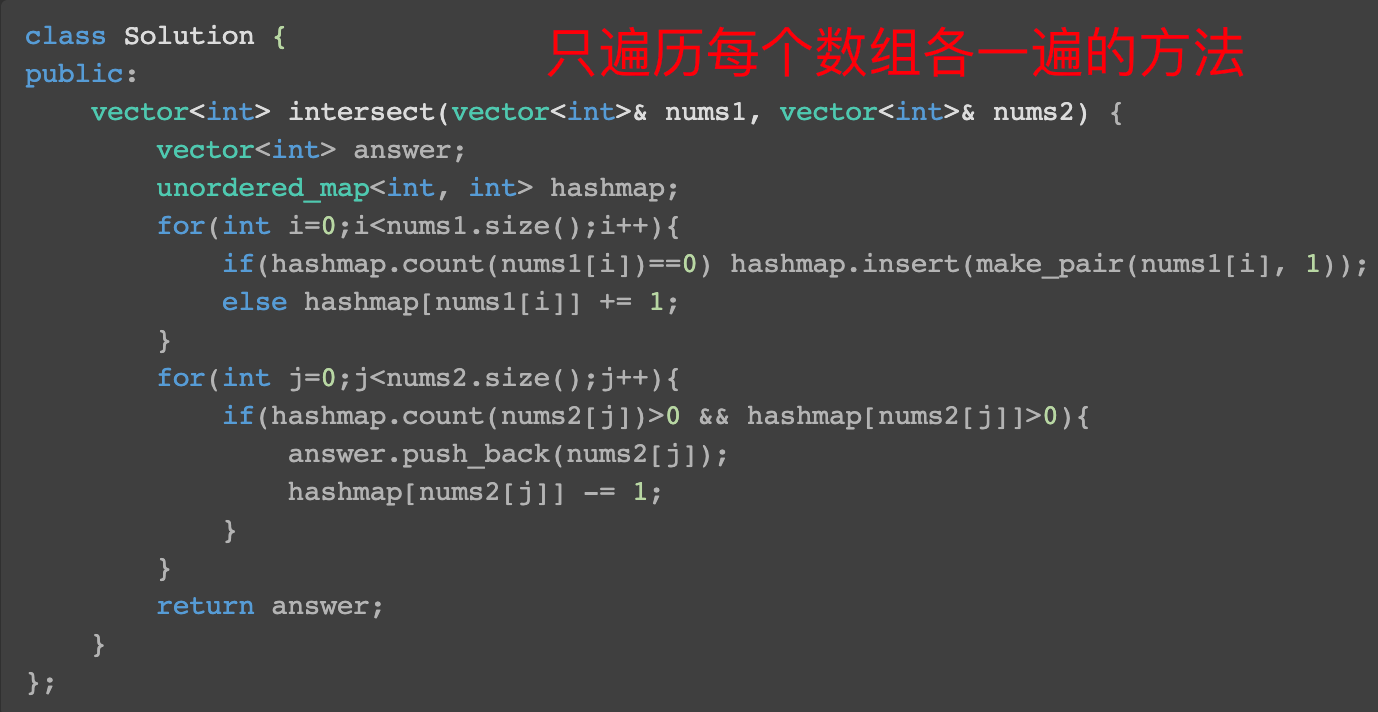 class Solution {
只遍历每个数组各一遍的方法
public:
    vector<int> intersect(vector<int>& nums1, vector<int>& nums2) {
        vector<int> answer;
        unordered_map<int, int> hashmap;
        for(int i=0;i<nums1.size();i++){
            if(hashmap.count(nums1[i])==0) hashmap.insert(make_pair(nums1[i], 1));
            else hashmap[nums1[i]] += 1;
        }
        for(int j=0;j<nums2.size();j++){
            if(hashmap.count(nums2[j])>0 && hashmap[nums2[j]]>0){
                answer.push_back(nums2[j]);
                hashmap[nums2[j]] -= 1;
            }
        }
        return answer;
    }
};